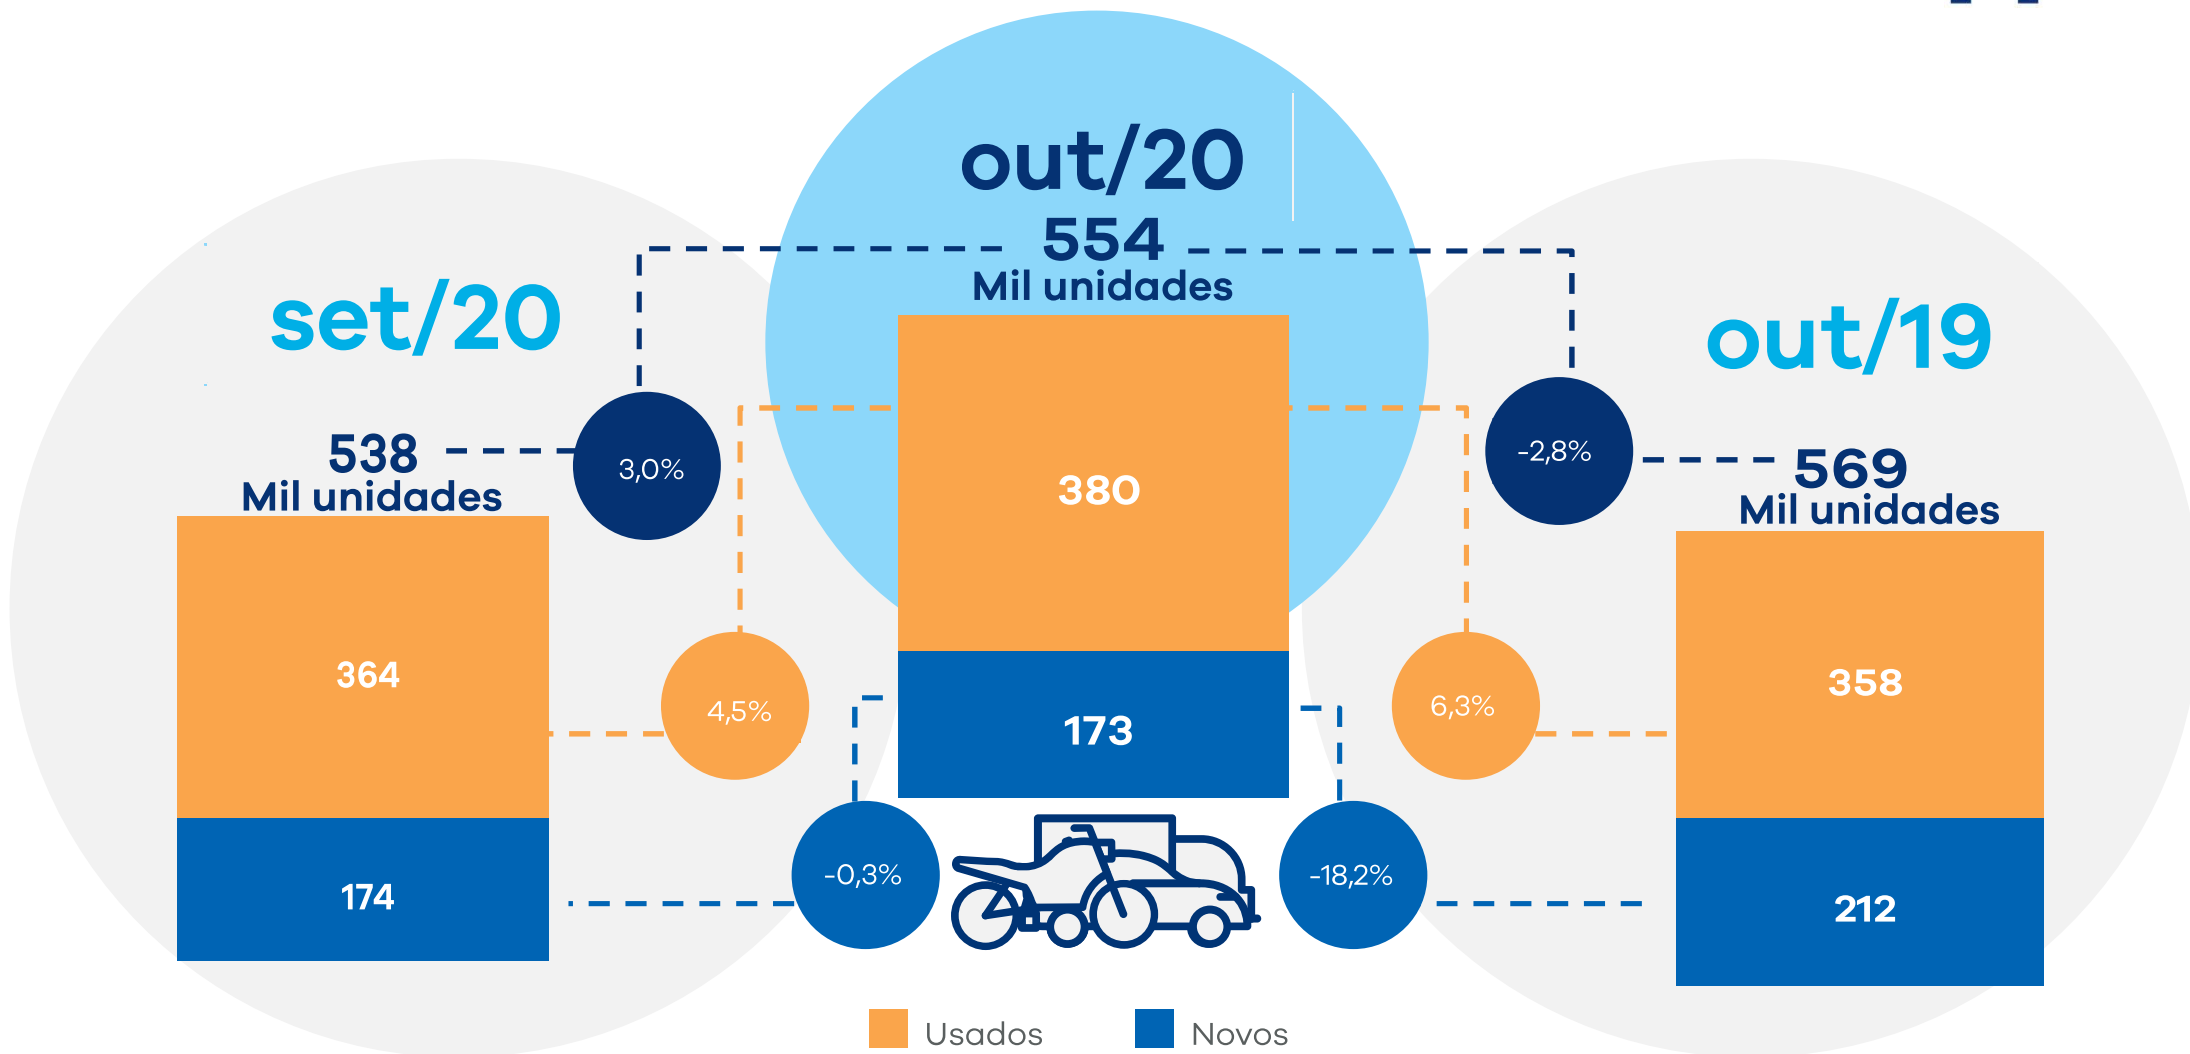 out/20
554
Mil unidades
set/20
538
Mil unidades
out/19
569
Mil unidades
3,0%
-2,8%
380
364
4,5%
6,3%
358
173
174
-0,3%
-18,2%
212
Usados
Novos